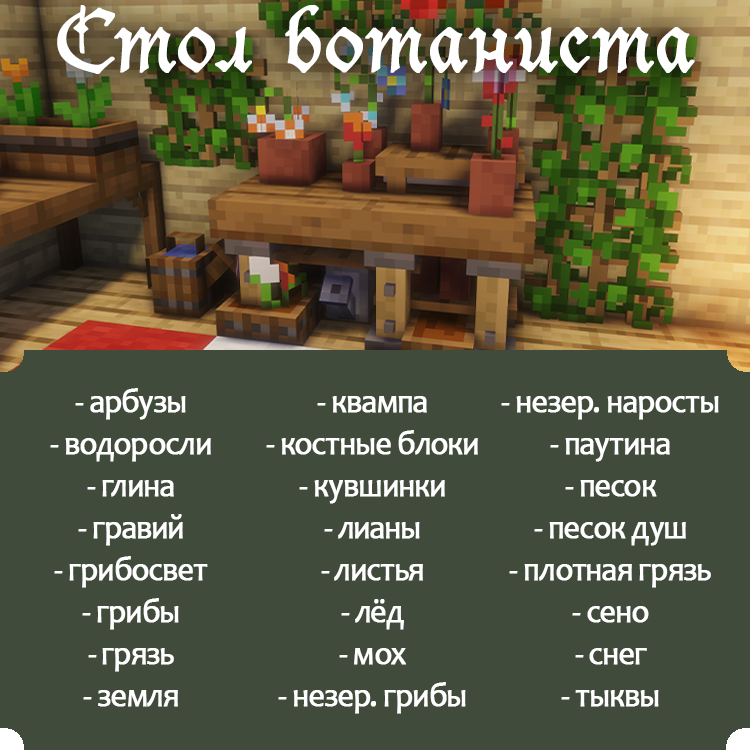 Стол ботаниста
- арбузы
- водоросли
- глина
- гравий
- грибосвет
- грибы
- грязь
- земля
- квампа
- костные блоки
- кувшинки
- лианы
- листья
- лёд
- мох
- незер. грибы
- незер. наросты
- паутина
- песок
- песок душ
- плотная грязь
- сено
- снег
- тыквы